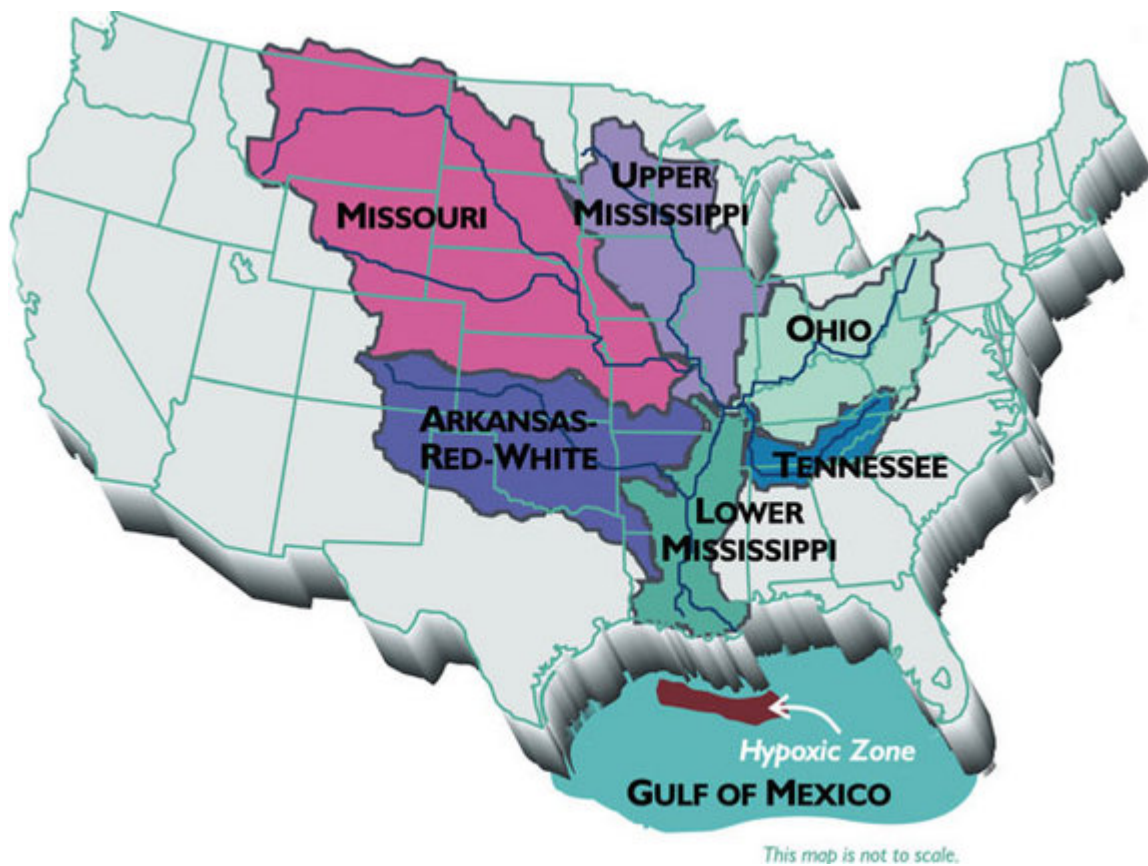 UPPER
MISSISSIPPI
MISSOURI
OHIO
ARKANSAS-
RED-WHITE
TENNESSEE
LOWER
MISSISSIPPI
Hypoxic Zone
GULF OF MEXICO
This map is not to scale.